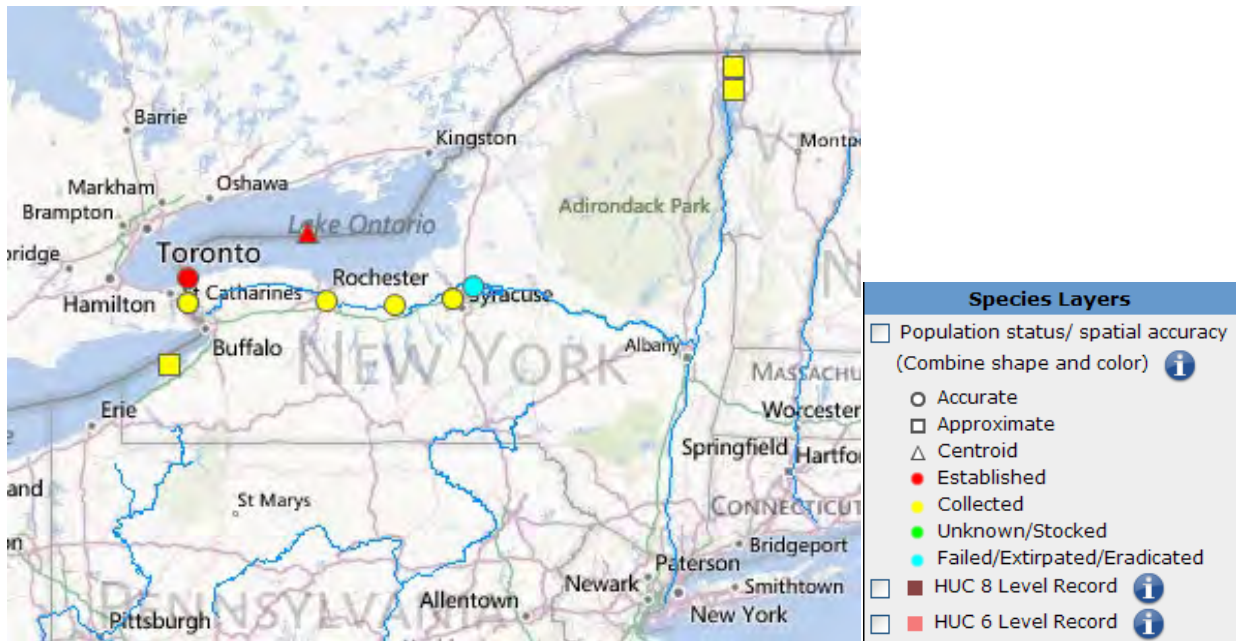 Barrie
Kingston
Markham
Oshawa
Brampton
Lake Ontario
ridge
Toronto
Rochester
Hamilton
t Catharines
Syracuse
Buffalo
NEW YORK
Adirondack Park
Montp
V
N
Albany
MASSACHU
Worcester
Erie
Springfield
Hartfo
and
St Marys
CONNECTICUT
on
Bridgeport
Paterson
Newark
Smithtown
Allentown
New York
PENNSYLVANIA
Pittsburgh
Species Layers
Population status/ spatial accuracy
(Combine shape and color) i
Accurate
Approximate
Centroid
Established
Collected
Unknown/Stocked
Failed/Extirpated/Eradicated
HUC 8 Level Record i
HUC 6 Level Record i